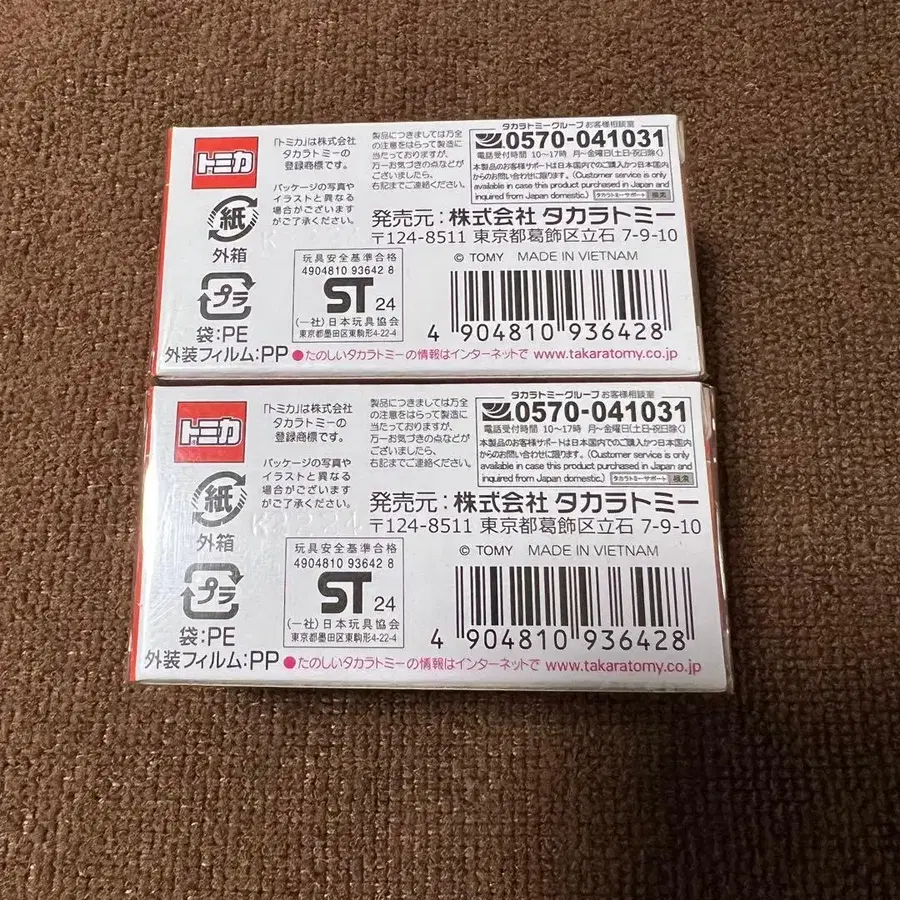 トミカ
「トミカ」は株式会社
タカラトミーの
登録商標です。
パッケージの写真や
イラストと異なる
場合がございます
がご了承ください。
製品につきましては万全
の注意をはらって製造に
当たっておりますが、
万一お気づきの点などが
ございましたら、
右記までご連絡ください。
タカラトミーグループお客様相談室
0570-041031
電話受付時間 10〜17時 月〜金曜日(土日・祝日除く)
本製品のお客様サポートは日本国内でのご購入かつ日本国内
からのお問い合わせに限ります。(Customer service is only
available in case this product purchased in Japan and
inquired from Japan domestic.) タカラトミーサポート 検索
発売元:株式会社 タカラトミー
〒124-8511 東京都葛飾区立石 7-9-10
© TOMY MADE IN VIETNAM
紙
外箱
プラ
袋:PE
外装フィルム:PP
玩具安全基準合格
4904810 93642 8
ST 24
(一社)日本玩具協会
東京都墨田区東駒形4-22-4
4 904810 936428
●たのしいタカラトミーの情報はインターネットで www.takaratomy.co.jp
トミカ
「トミカ」は株式会社
タカラトミーの
登録商標です。
パッケージの写真や
イラストと異なる
場合がございます
がご了承ください。
製品につきましては万全
の注意をはらって製造に
当たっておりますが、
万一お気づきの点などが
ございましたら、
右記までご連絡ください。
タカラトミーグループお客様相談室
0570-041031
電話受付時間 10〜17時 月〜金曜日(土日・祝日除く)
本製品のお客様サポートは日本国内でのご購入かつ日本国内
からのお問い合わせに限ります。(Customer service is only
available in case this product purchased in Japan and
inquired from Japan domestic.) タカラトミーサポート 検索
発売元:株式会社 タカラトミー
〒124-8511 東京都葛飾区立石 7-9-10
© TOMY MADE IN VIETNAM
紙
外箱
プラ
袋:PE
外装フィルム:PP
玩具安全基準合格
4904810 93642 8
ST 24
(一社)日本玩具協会
東京都墨田区東駒形4-22-4
4 904810 936428
●たのしいタカラトミーの情報はインターネットで www.takaratomy.co.jp